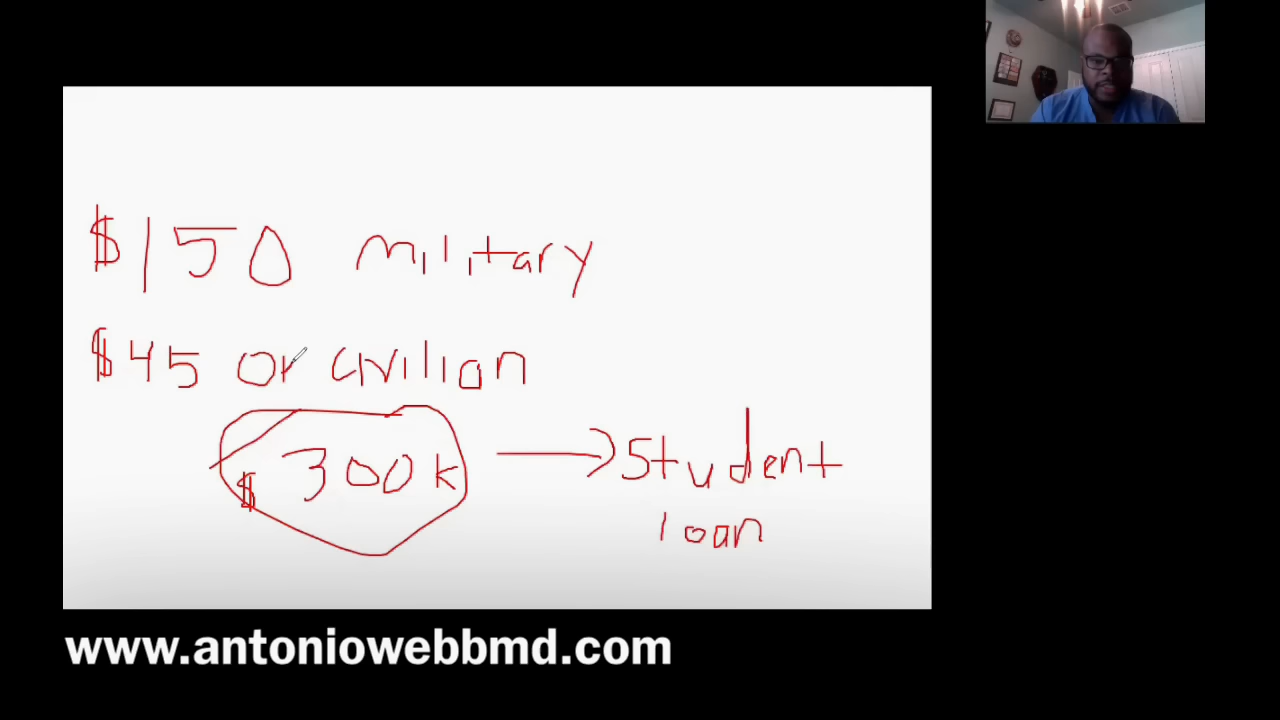 $150 military
$45 or civilian
$300k → Student
loan
www.antoniowebbmd.com